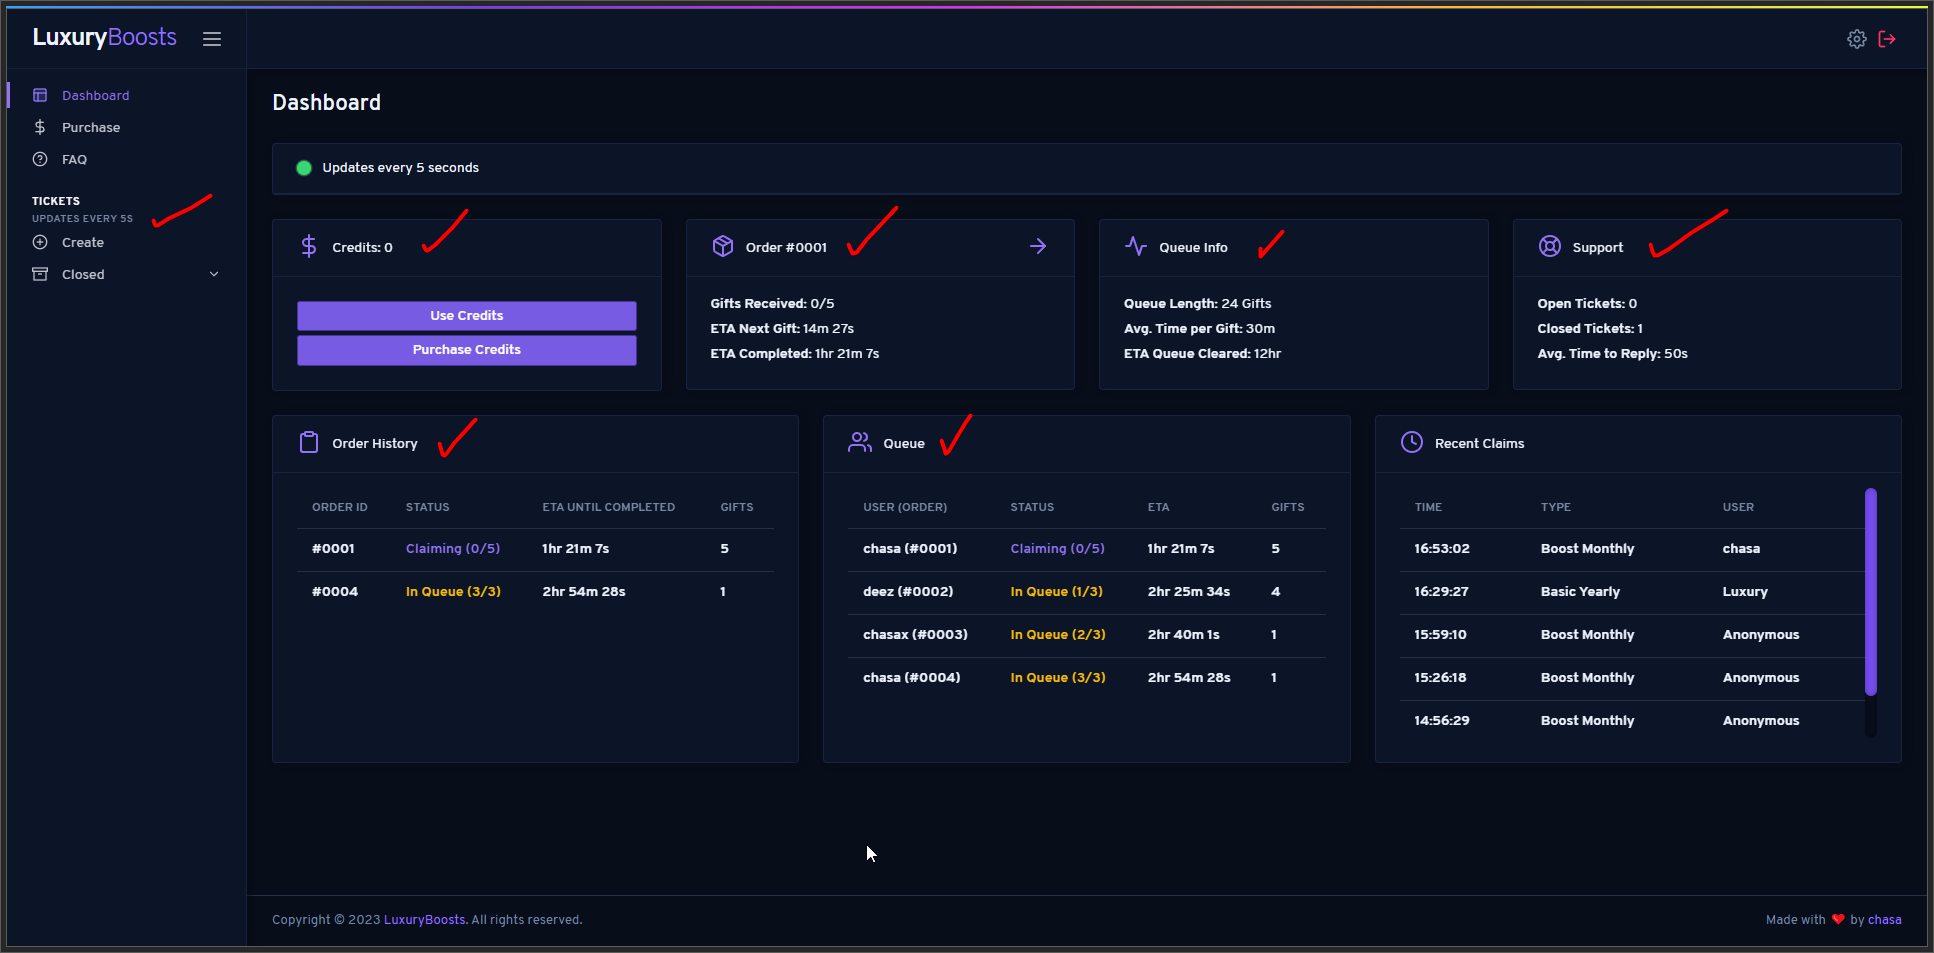 LuxuryBoosts
Dashboard
Purchase
FAQ
TICKETS
UPDATES EVERY 5S
Create
Closed
Dashboard
Updates every 5 seconds
Credits: 0
Use Credits
Purchase Credits
Order #0001
Gifts Received: 0/5
ETA Next Gift: 14m 27s
ETA Completed: 1hr 21m 7s
Queue Info
Queue Length: 24 Gifts
Avg. Time per Gift: 30m
ETA Queue Cleared: 12hr
Support
Open Tickets: 0
Closed Tickets: 1
Avg. Time to Reply: 50s
Order History
ORDER ID STATUS ETA UNTIL COMPLETED GIFTS
#0001 Claiming (0/5) 1hr 21m 7s 5
#0004 In Queue (3/3) 2hr 54m 28s 1
Queue
USER (ORDER) STATUS ETA GIFTS
chasa (#0001) Claiming (0/5) 1hr 21m 7s 5
deez (#0002) In Queue (1/3) 2hr 25m 34s 4
chasax (#0003) In Queue (2/3) 2hr 40m 1s 1
chasa (#0004) In Queue (3/3) 2hr 54m 28s 1
Recent Claims
TIME TYPE USER
16:53:02 Boost Monthly chasa
16:29:27 Basic Yearly Luxury
15:59:10 Boost Monthly Anonymous
15:26:18 Boost Monthly Anonymous
14:56:29 Boost Monthly Anonymous
Copyright © 2023 LuxuryBoosts. All rights reserved.
Made with ❤ by chasa